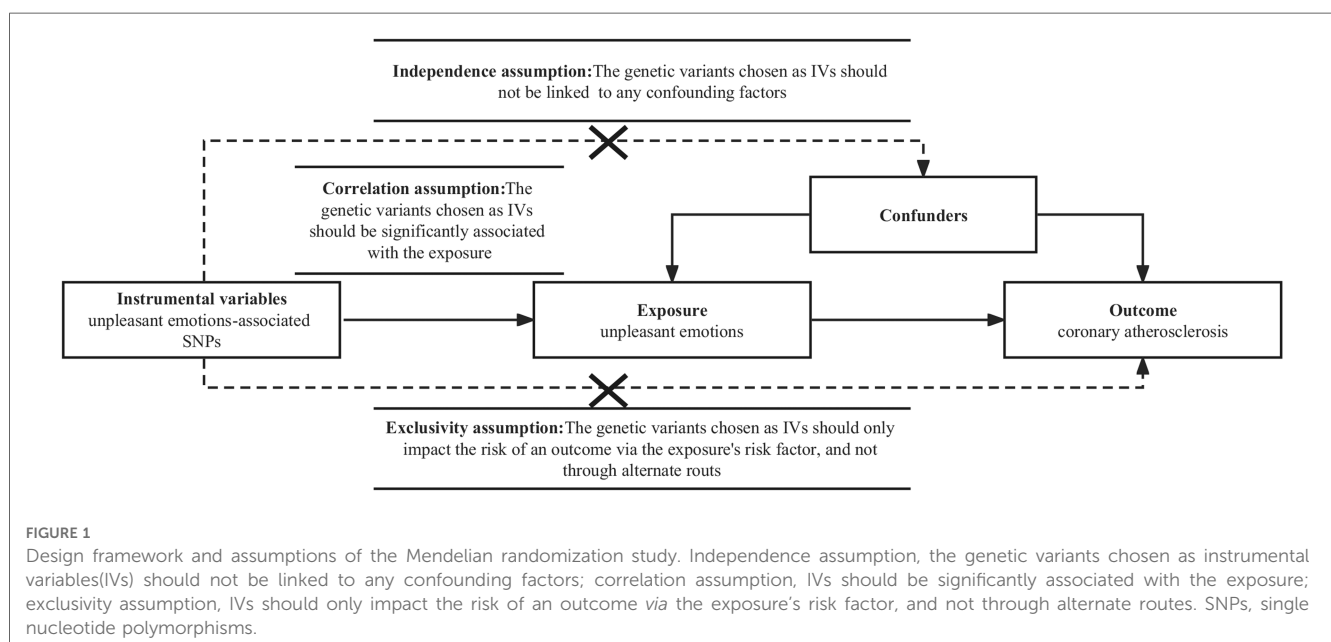 Independence assumption:The genetic variants chosen as IVs should
not be linked to any confounding factors
Correlation assumption:The
genetic variants chosen as IVs
should be significantly associated
with the exposure
Confunders
Instrumental variables
unpleasant emotions-associated
SNPs
Exposure
unpleasant emotions
Outcome
coronary atherosclerosis
Exclusivity assumption:The genetic variants chosen as IVs should only
impact the risk of an outcome via the exposure's risk factor, and not
through alternate routs
FIGURE 1
Design framework and assumptions of the Mendelian randomization study. Independence assumption, the genetic variants chosen as instrumental
variables(IVs) should not be linked to any confounding factors; correlation assumption, IVs should be significantly associated with the exposure;
exclusivity assumption, IVs should only impact the risk of an outcome via the exposure's risk factor, and not through alternate routes. SNPs, single
nucleotide polymorphisms.